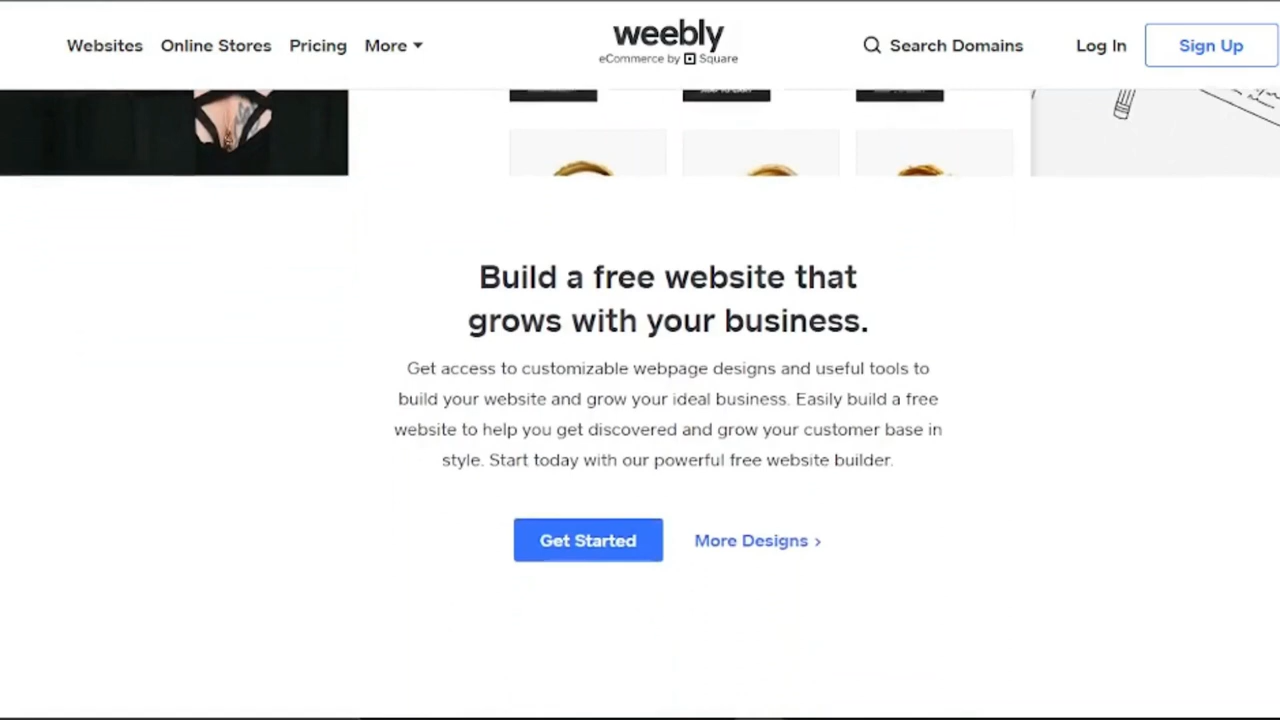 Websites Online Stores Pricing More
weebly
eCommerce by Square
Search Domains
Log In
Sign Up
Build a free website that
grows with your business.
Get access to customizable webpage designs and useful tools to
build your website and grow your ideal business. Easily build a free
website to help you get discovered and grow your customer base in
style. Start today with our powerful free website builder.
Get Started
More Designs ›